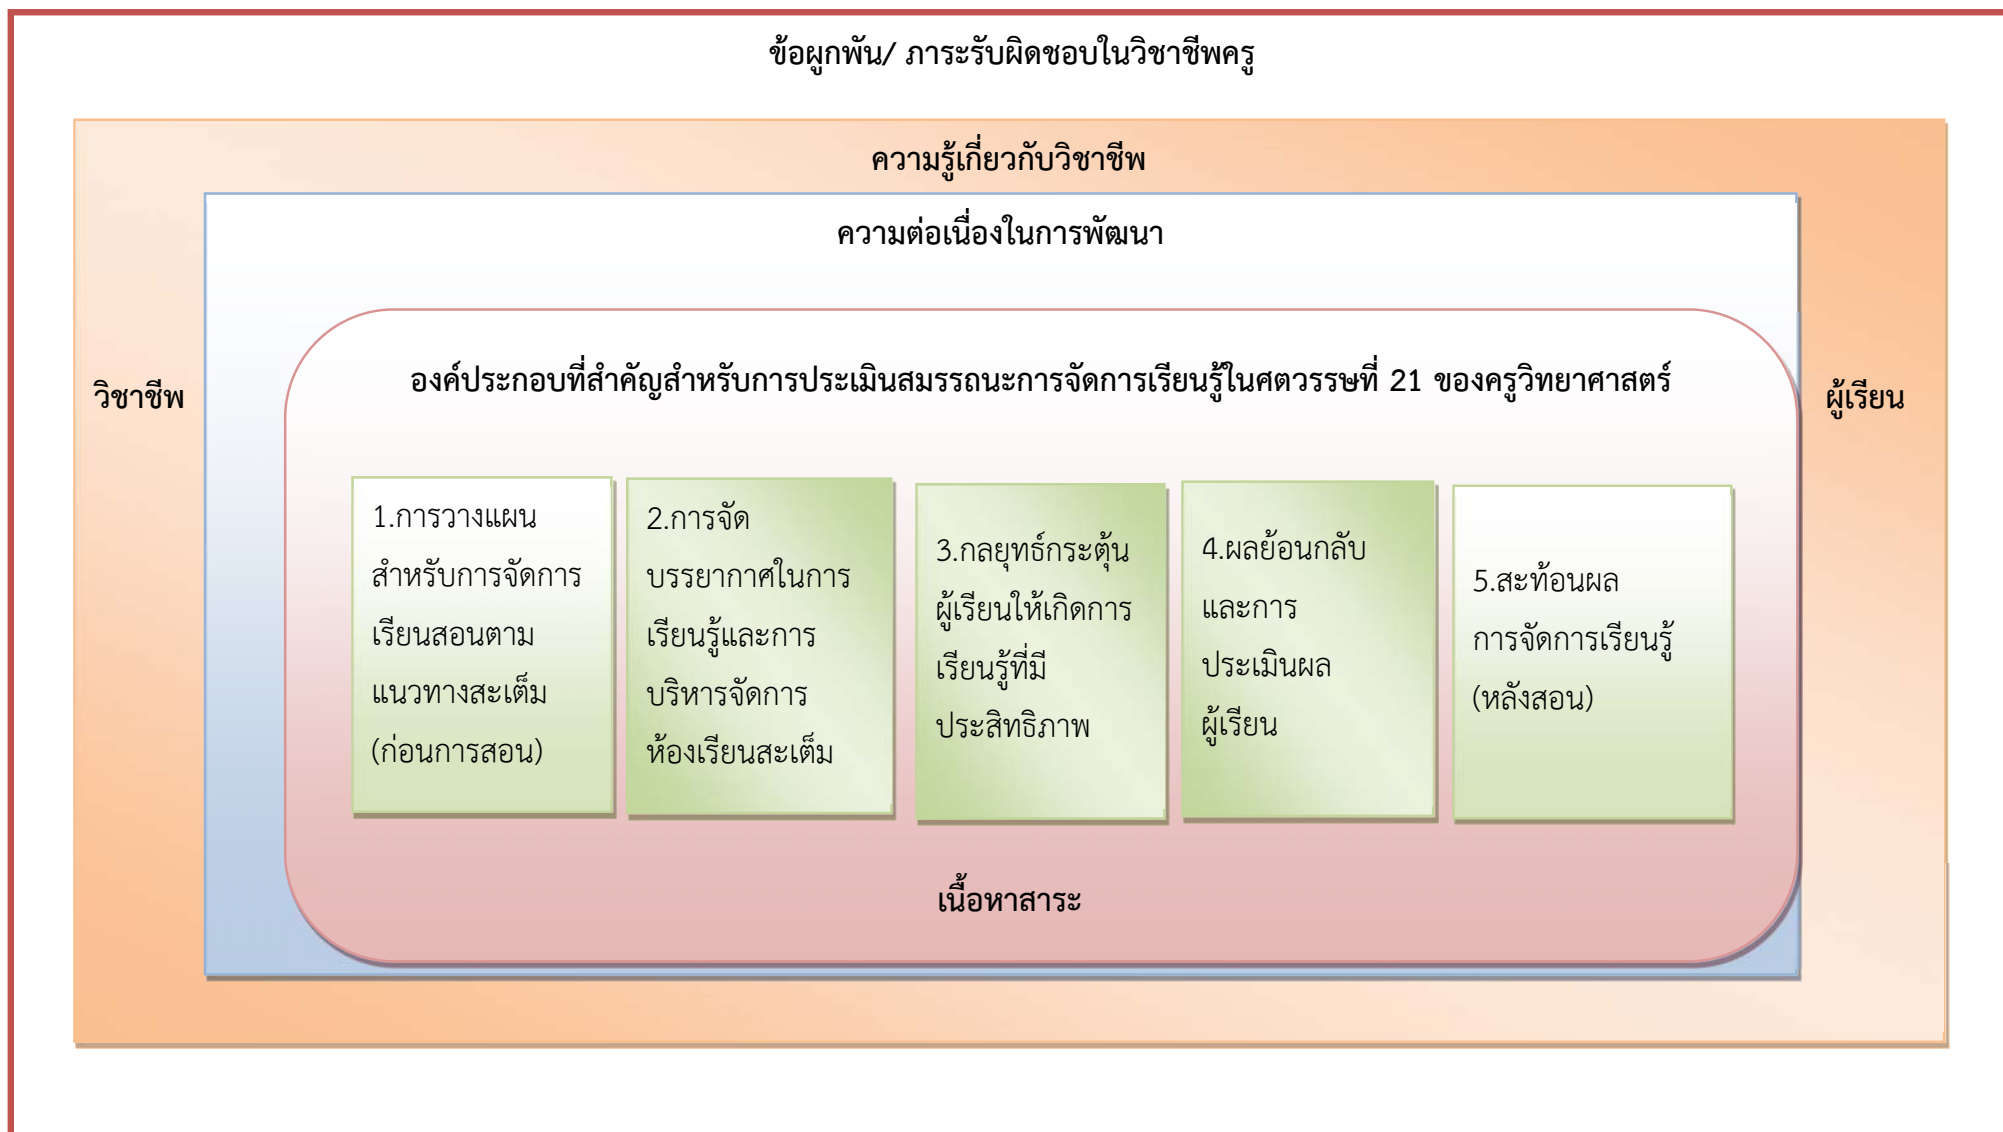 ข้อผูกพัน/ ภาระรับผิดชอบในวิชาชีพครู
ความรู้เกี่ยวกับวิชาชีพ
ความต่อเนื่องในการพัฒนา
องค์ประกอบที่สำคัญสำหรับการประเมินสมรรถนะการจัดการเรียนรู้ในศตวรรษที่ 21 ของครูวิทยาศาสตร์
วิชาชีพ
ผู้เรียน
1.การวางแผน
สำหรับการจัดการ
เรียนสอนตาม
แนวทางสะเต็ม
(ก่อนการสอน)
2.การจัด
บรรยากาศในการ
เรียนรู้และการ
บริหารจัดการ
ห้องเรียนสะเต็ม
3.กลยุทธ์กระตุ้น
ผู้เรียนให้เกิดการ
เรียนรู้ที่มี
ประสิทธิภาพ
4.ผลย้อนกลับ
และการ
ประเมินผล
ผู้เรียน
5.สะท้อนผล
การจัดการเรียนรู้
(หลังสอน)
เนื้อหาสาระ